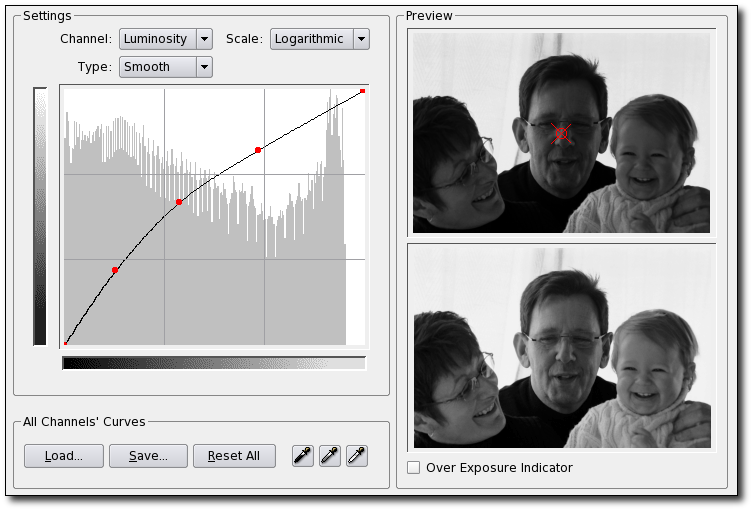 Settings
Channel: Luminosity Scale: Logarithmic
Type: Smooth
All Channels' Curves
Load... Save... Reset All
Preview
Over Exposure Indicator